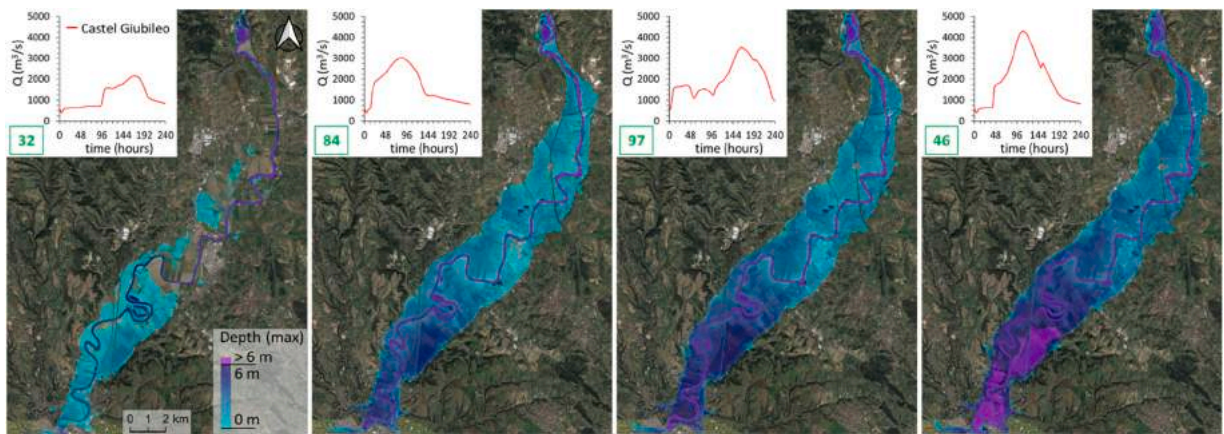 5000
4000
3000
2000
1000
0
Q (m³/s)
Castel Giubileo
0 48 96 144 192 240
time (hours)
32
5000
4000
3000
2000
1000
0
Q (m³/s)
0 48 96 144 192 240
time (hours)
84
5000
4000
3000
2000
1000
0
Q (m³/s)
0 48 96 144 192 240
time (hours)
97
5000
4000
3000
2000
1000
0
Q (m³/s)
0 48 96 144 192 240
time (hours)
46
Depth (max)
> 6 m
6 m
0 m
0 1 2 km